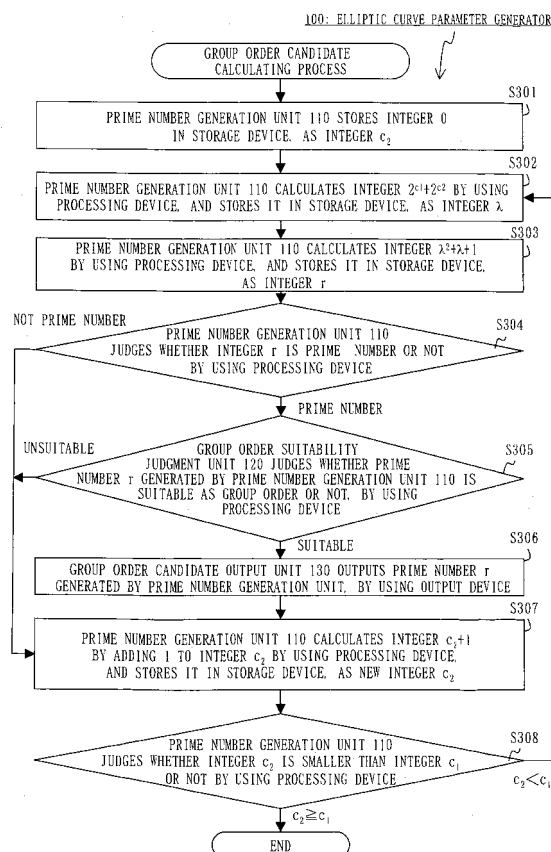 100: ELLIPTIC CURVE PARAMETER GENERATOR
GROUP ORDER CANDIDATE
CALCULATING PROCESS
S301
PRIME NUMBER GENERATION UNIT 110 STORES INTEGER 0
IN STORAGE DEVICE, AS INTEGER c₂
S302
PRIME NUMBER GENERATION UNIT 110 CALCULATES INTEGER 2ᶜ¹+2ᶜ² BY USING
PROCESSING DEVICE, AND STORES IT IN STORAGE DEVICE, AS INTEGER λ
S303
PRIME NUMBER GENERATION UNIT 110 CALCULATES INTEGER λ²+λ+1
BY USING PROCESSING DEVICE, AND STORES IT IN STORAGE DEVICE,
AS INTEGER r
NOT PRIME NUMBER
S304
PRIME NUMBER GENERATION UNIT 110
JUDGES WHETHER INTEGER r IS PRIME NUMBER OR NOT
BY USING PROCESSING DEVICE
PRIME NUMBER
UNSUITABLE
S305
GROUP ORDER SUITABILITY
JUDGMENT UNIT 120 JUDGES WHETHER PRIME
NUMBER r GENERATED BY PRIME NUMBER GENERATION UNIT 110 IS
SUITABLE AS GROUP ORDER OR NOT, BY USING
PROCESSING DEVICE
SUITABLE
S306
GROUP ORDER CANDIDATE OUTPUT UNIT 130 OUTPUTS PRIME NUMBER r
GENERATED BY PRIME NUMBER GENERATION UNIT, BY USING OUTPUT DEVICE
S307
PRIME NUMBER GENERATION UNIT 110 CALCULATES INTEGER c₂+1
BY ADDING 1 TO INTEGER c₂ BY USING PROCESSING DEVICE,
AND STORES IT IN STORAGE DEVICE, AS NEW INTEGER c₂
S308
PRIME NUMBER GENERATION UNIT 110
JUDGES WHETHER INTEGER c₂ IS SMALLER THAN INTEGER c₁
OR NOT BY USING PROCESSING DEVICE
c₂<c₁
c₂≧c₁
END